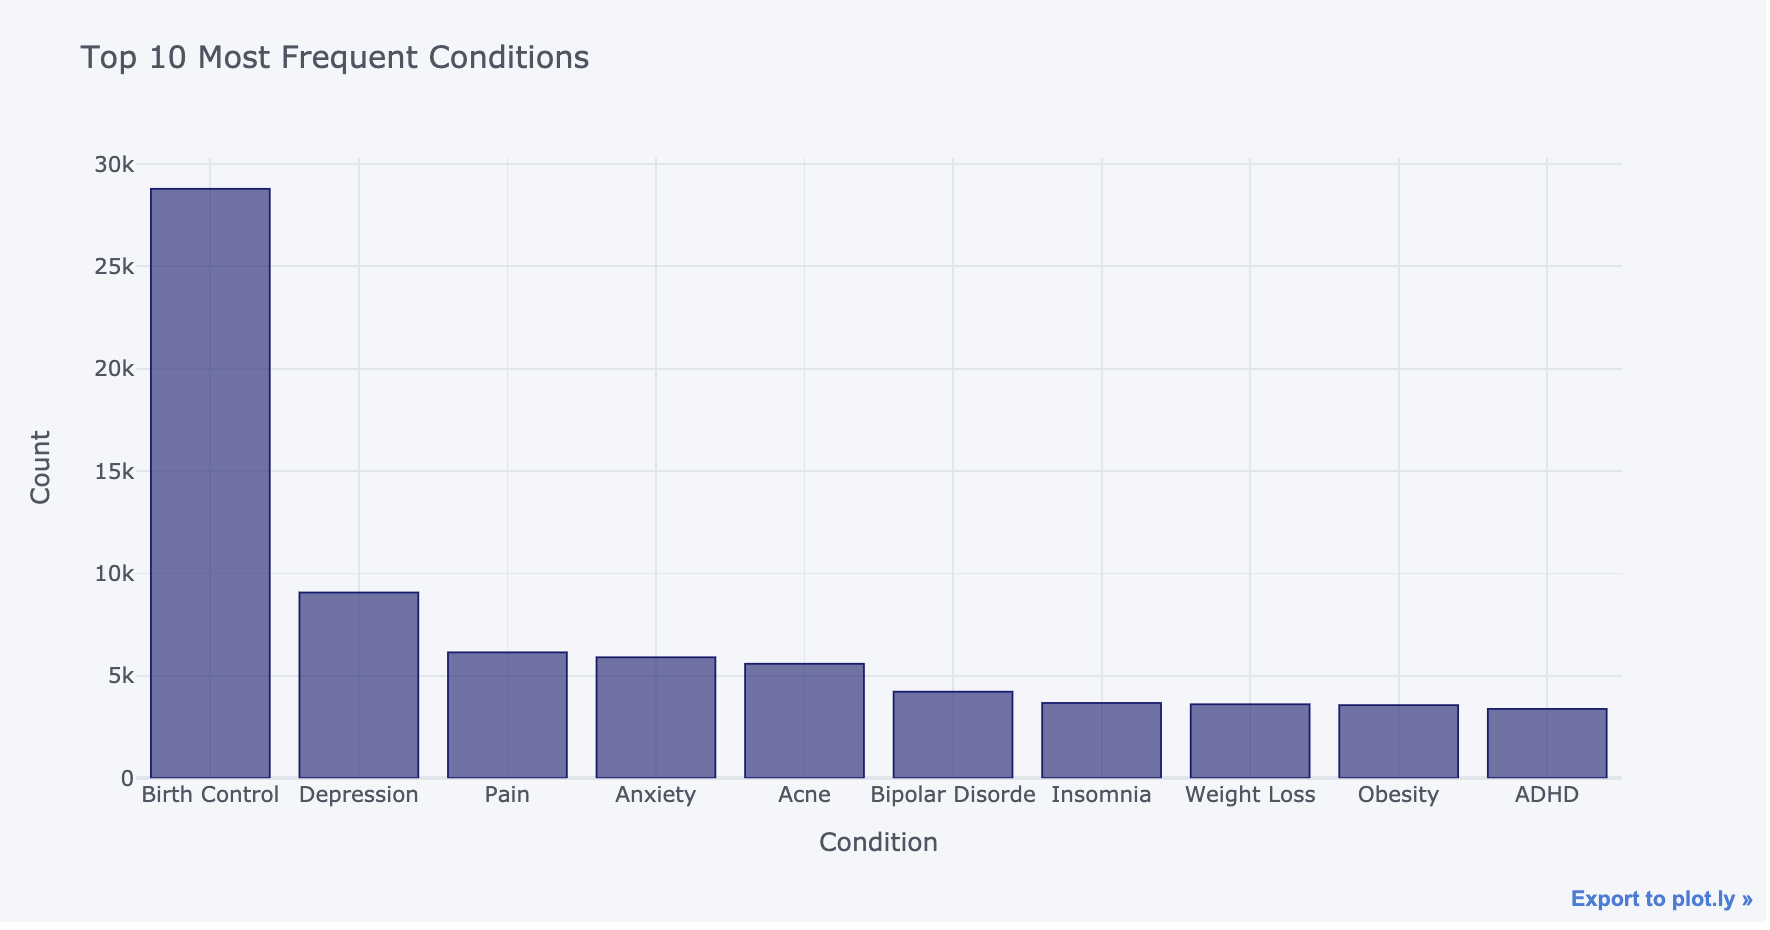 Top 10 Most Frequent Conditions
30k
25k
20k
15k
10k
5k
0
Count
Birth Control Depression Pain Anxiety Acne Bipolar Disorde Insomnia Weight Loss Obesity ADHD
Condition
Export to plot.ly »